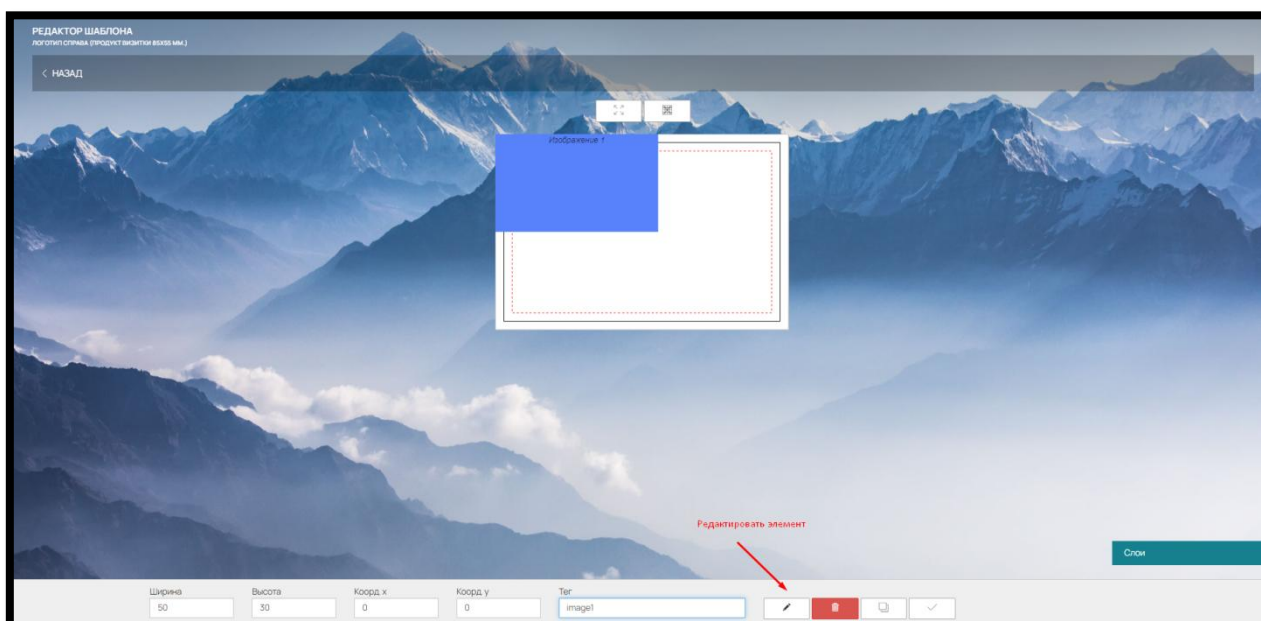 РЕДАКТОР ШАБЛОНА
ЛОГОТИП СПРАВА (ПРОДУКТ ВИЗИТКИ 85X55 ММ.)
< НАЗАД
Изображение 1
Редактировать элемент
Слои
Ширина Высота Коорд. х Коорд. у Тег
50 30 0 0 image1